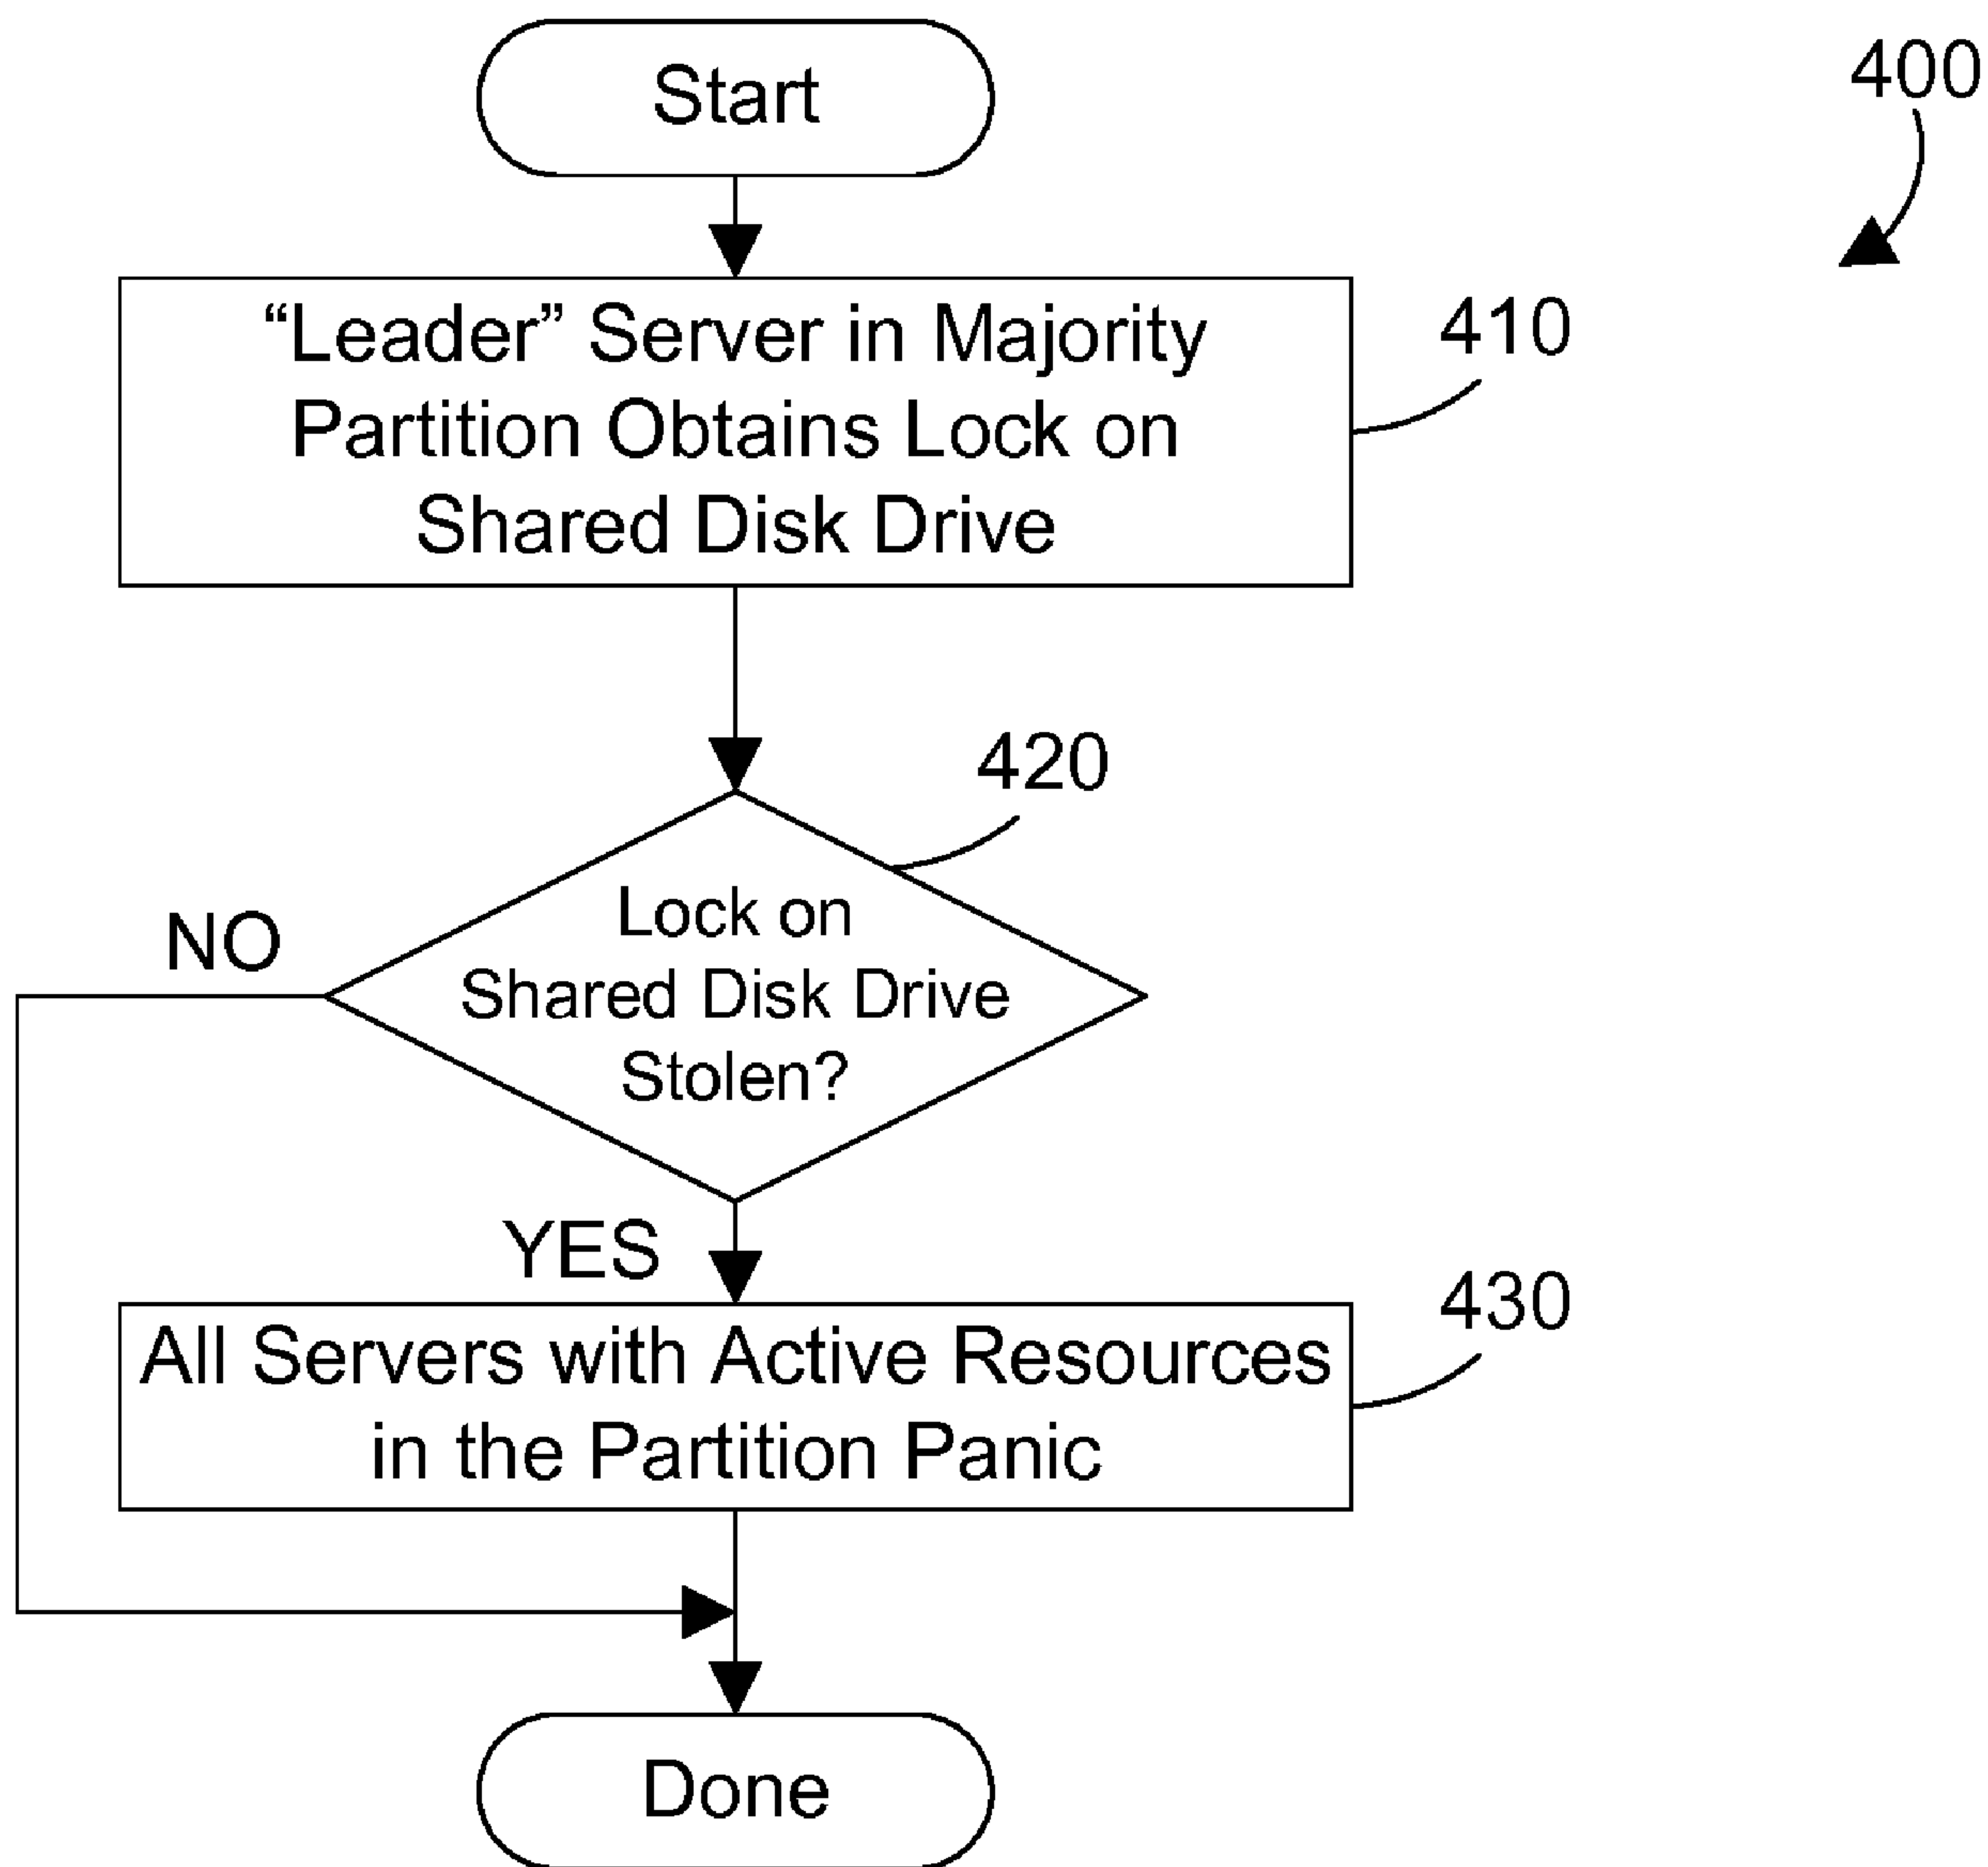 Start
400
“Leader” Server in Majority
Partition Obtains Lock on
Shared Disk Drive
410
420
Lock on
Shared Disk Drive
Stolen?
NO
YES
430
All Servers with Active Resources
in the Partition Panic
Done